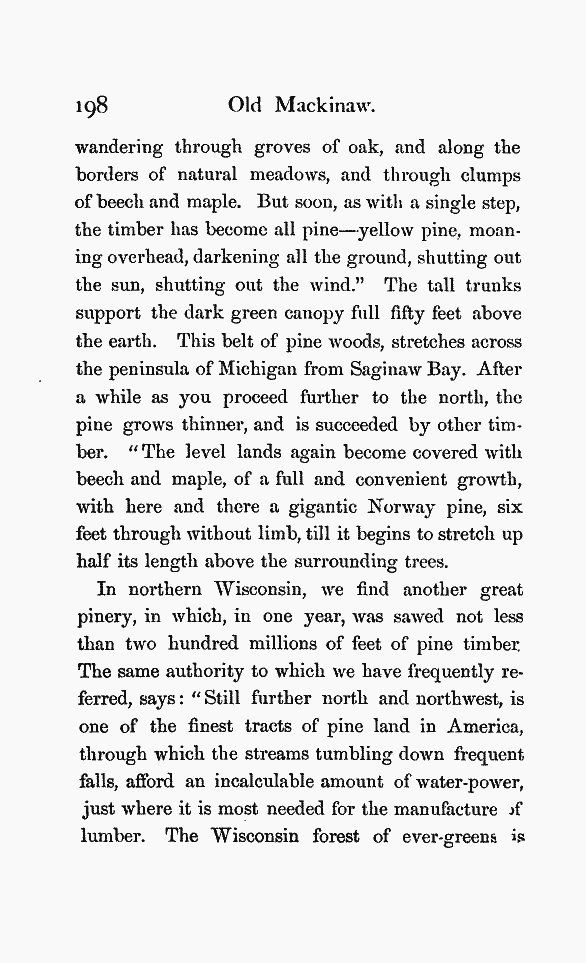 198 Old Mackinaw.
wandering through groves of oak, and along the
borders of natural meadows, and through clumps
of beech and maple. But soon, as with a single step,
the timber has become all pine—yellow pine, moan-
ing overhead, darkening all the ground, shutting out
the sun, shutting out the wind.” The tall trunks
support the dark green canopy full fifty feet above
the earth. This belt of pine woods, stretches across
the peninsula of Michigan from Saginaw Bay. After
a while as you proceed further to the north, the
pine grows thinner, and is succeeded by other tim-
ber. “The level lands again become covered with
beech and maple, of a full and convenient growth,
with here and there a gigantic Norway pine, six
feet through without limb, till it begins to stretch up
half its length above the surrounding trees.
In northern Wisconsin, we find another great
pinery, in which, in one year, was sawed not less
than two hundred millions of feet of pine timber.
The same authority to which we have frequently re-
ferred, says: “Still further north and northwest, is
one of the finest tracts of pine land in America,
through which the streams tumbling down frequent
falls, afford an incalculable amount of water-power,
just where it is most needed for the manufacture of
lumber. The Wisconsin forest of ever-greens is